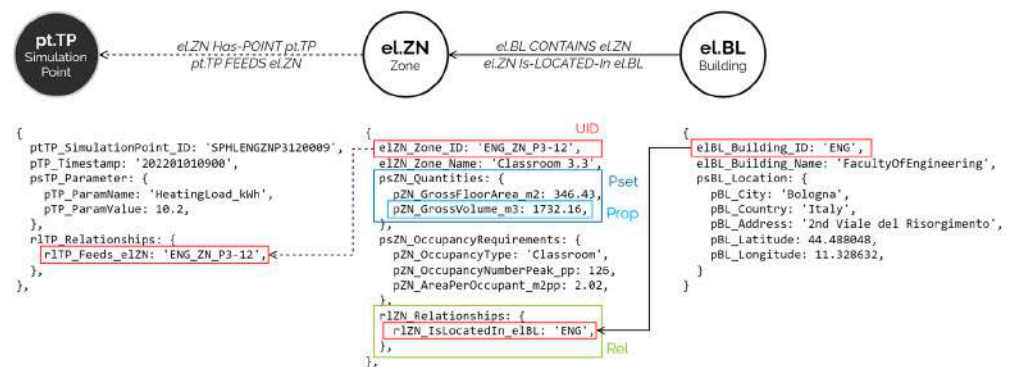 pt.TP
Simulation
Point
el.ZN Has-POINT pt.TP
pt.TP FEEDS el.ZN
el.ZN
Zone
el.BL CONTAINS el.ZN
el.ZN Is-LOCATED-In el.BL
el.BL
Building
{
ptTP_SimulationPoint_ID: 'SPHLENGZNP3120009',
pTP_Timestamp: '202201010900',
psTP_Parameter: {
pTP_ParamName: 'HeatingLoad_kWh',
pTP_ParamValue: 10.2,
},
rlTP_Relationships: {
rlTP_Feeds_elZN: 'ENG_ZN_P3-12',
},
},
UID
{
elZN_Zone_ID: 'ENG_ZN_P3-12',
elZN_Zone_Name: 'Classroom 3.3',
psZN_Quantities: {
Pset
pZN_GrossFloorArea_m2: 346.43,
pZN_GrossVolume_m3: 1732.16,
Prop
},
psZN_OccupancyRequirements: {
pZN_OccupancyType: 'Classroom',
pZN_OccupancyNumberPeak_pp: 126,
pZN_AreaPerOccupant_m2pp: 2.02,
},
rlZN_Relationships: {
rlZN_IsLocatedIn_elBL: 'ENG',
},
Rel
},
{
elBL_Building_ID: 'ENG',
elBL_Building_Name: 'FacultyOfEngineering',
psBL_Location: {
pBL_City: 'Bologna',
pBL_Country: 'Italy',
pBL_Address: '2nd Viale del Risorgimento',
pBL_Latitude: 44.488048,
pBL_Longitude: 11.328632,
}
}